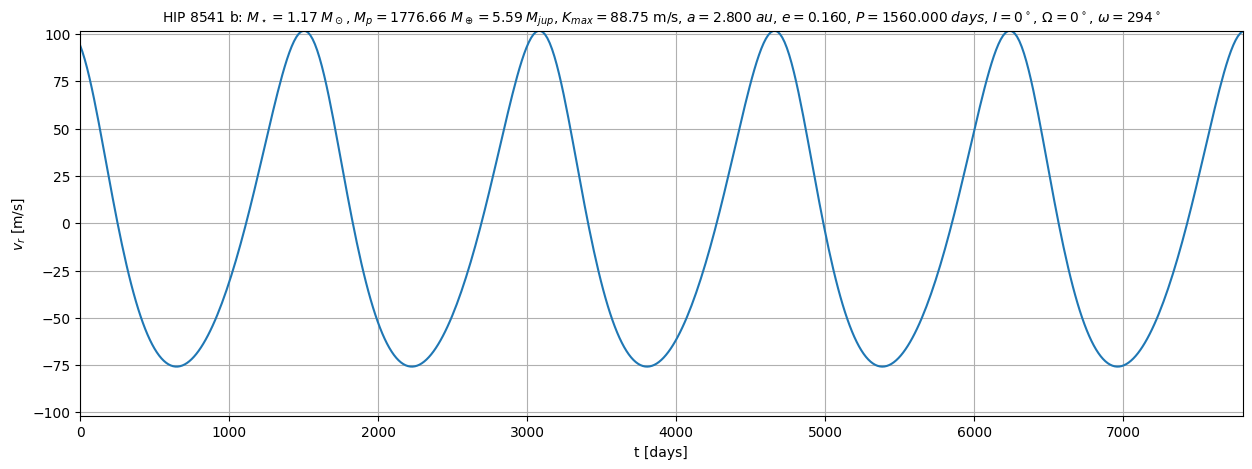 HIP 8541 b: M⋆ = 1.17 M⊙, Mp = 1776.66 M⊕ = 5.59 Mjup, Kmax = 88.75 m/s, a = 2.800 au, e = 0.160, P = 1560.000 days, I = 0°, Ω = 0°, ω = 294°
100
75
50
25
0
−25
−50
−75
−100
vr [m/s]
0 1000 2000 3000 4000 5000 6000 7000
t [days]